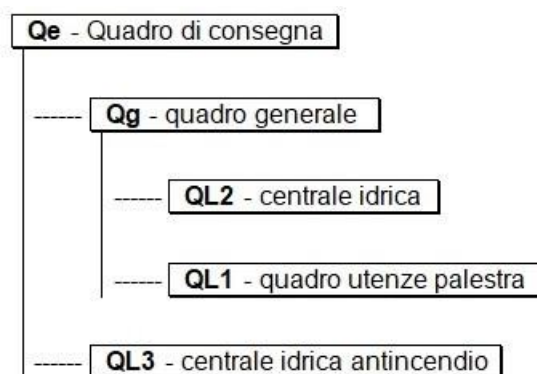 Qe - Quadro di consegna
Qg - quadro generale
QL2 - centrale idrica
QL1 - quadro utenze palestra
QL3 - centrale idrica antincendio